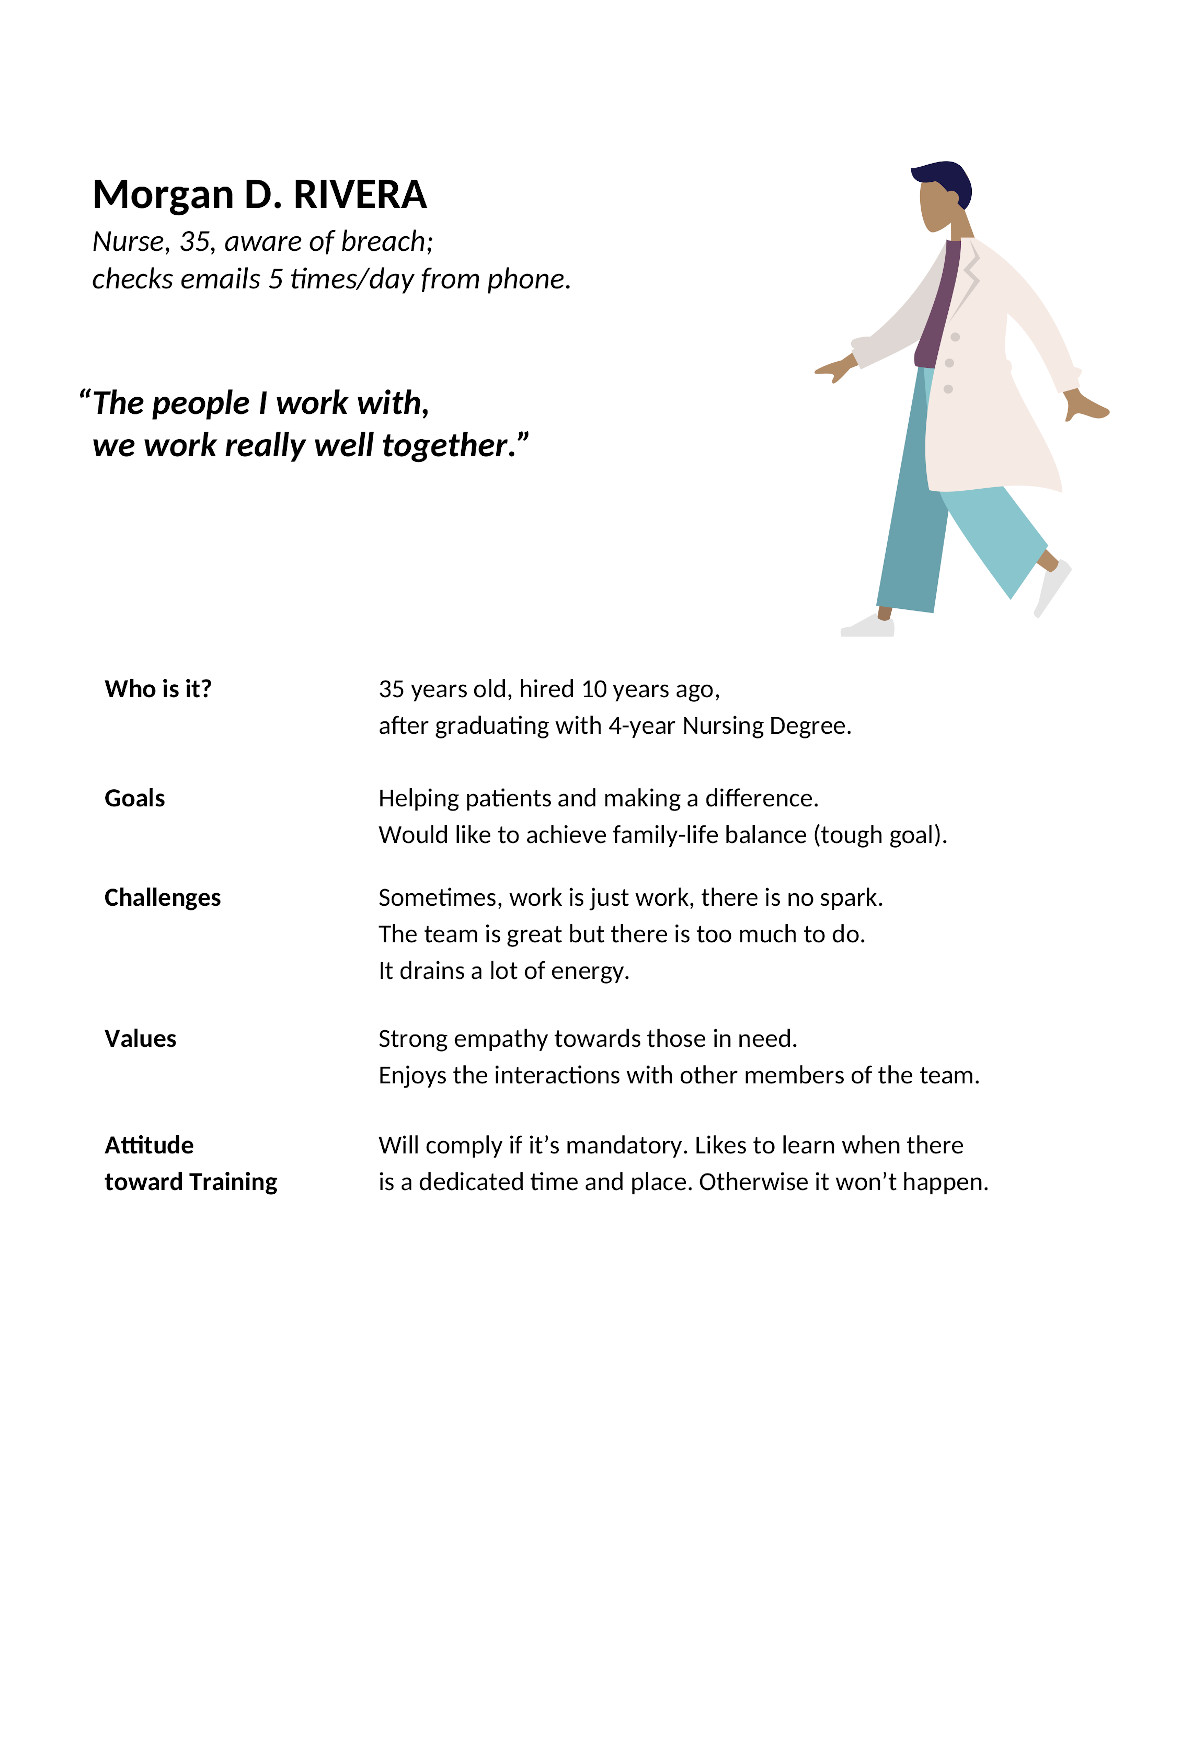 Morgan D. RIVERA
Nurse, 35, aware of breach;
checks emails 5 times/day from phone.
“The people I work with,
we work really well together.”
Who is it?
35 years old, hired 10 years ago,
after graduating with 4-year Nursing Degree.
Goals
Helping patients and making a difference.
Would like to achieve family-life balance (tough goal).
Challenges
Sometimes, work is just work, there is no spark.
The team is great but there is too much to do.
It drains a lot of energy.
Values
Strong empathy towards those in need.
Enjoys the interactions with other members of the team.
Attitude
toward Training
Will comply if it’s mandatory. Likes to learn when there
is a dedicated time and place. Otherwise it won’t happen.